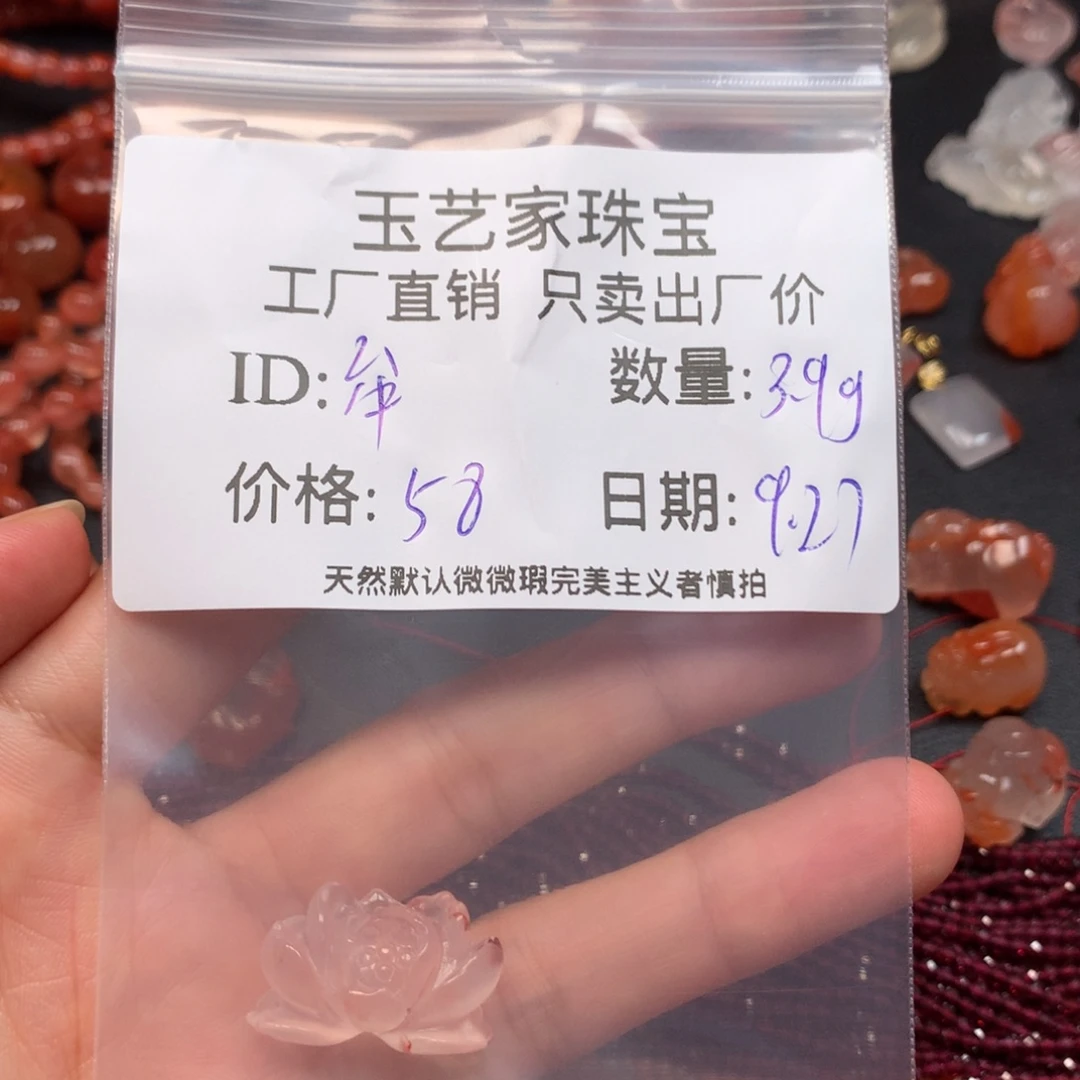 玉艺家珠宝
工厂直销 只卖出厂价
ID: 数量:3.9g
价格:58 日期:9.27
天然默认微微瑕完美主义者慎拍